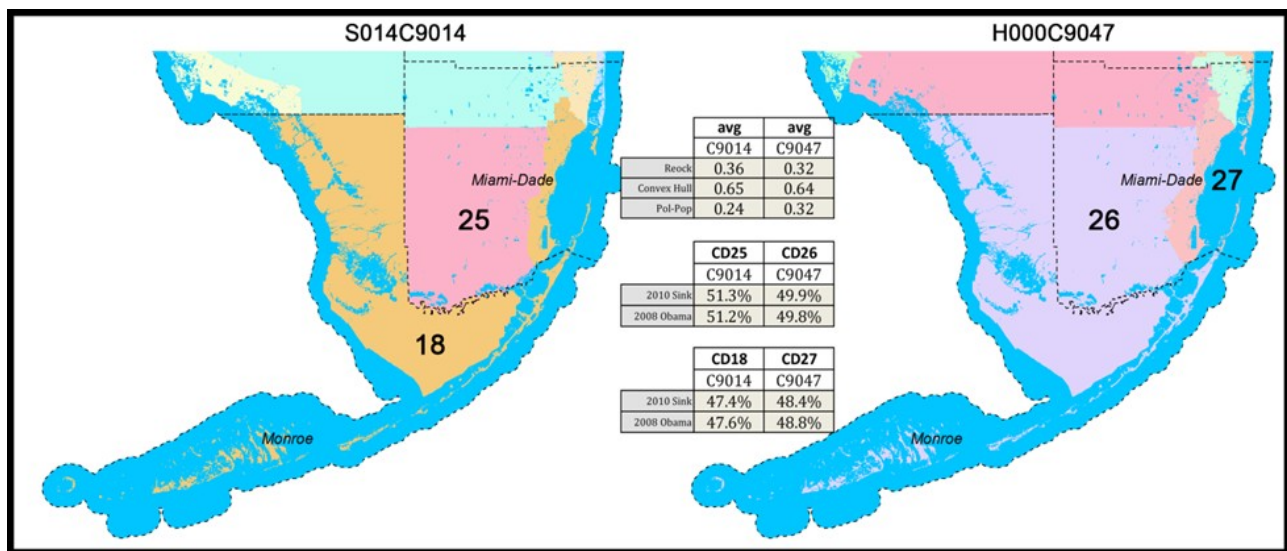 S014C9014
H000C9047
avg avg
C9014 C9047
Reock 0.36 0.32
Convex Hull 0.65 0.64
Pol-Pop 0.24 0.32
CD25 CD26
C9014 C9047
2010 Sink 51.3% 49.9%
2008 Obama 51.2% 49.8%
CD18 CD27
C9014 C9047
2010 Sink 47.4% 48.4%
2008 Obama 47.6% 48.8%
Miami-Dade
25
18
Monroe
Miami-Dade
27
26
Monroe